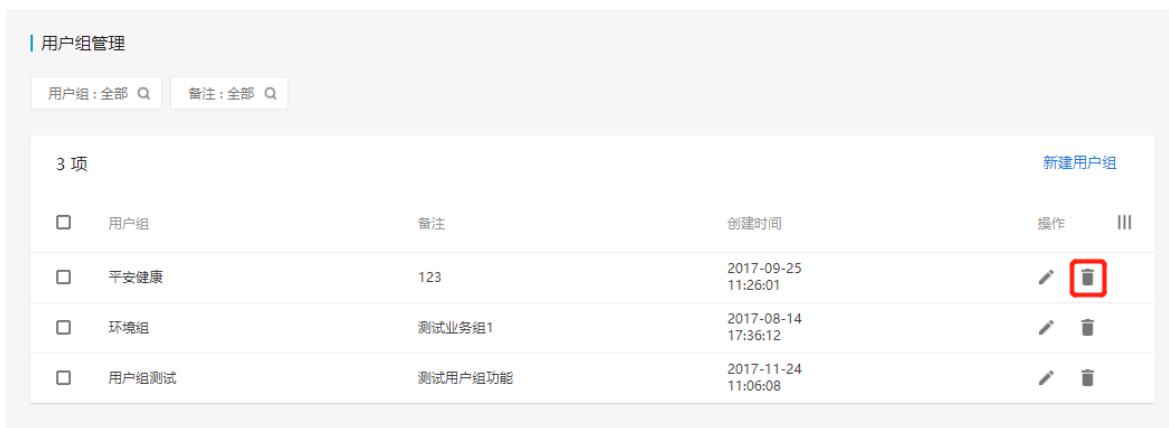 用户组管理
用户组 : 全部 备注 : 全部
3 项 新建用户组
用户组 备注 创建时间 操作
平安健康 123 2017-09-25
11:26:01
环境组 测试业务组1 2017-08-14
17:36:12
用户组测试 测试用户组功能 2017-11-24
11:06:08